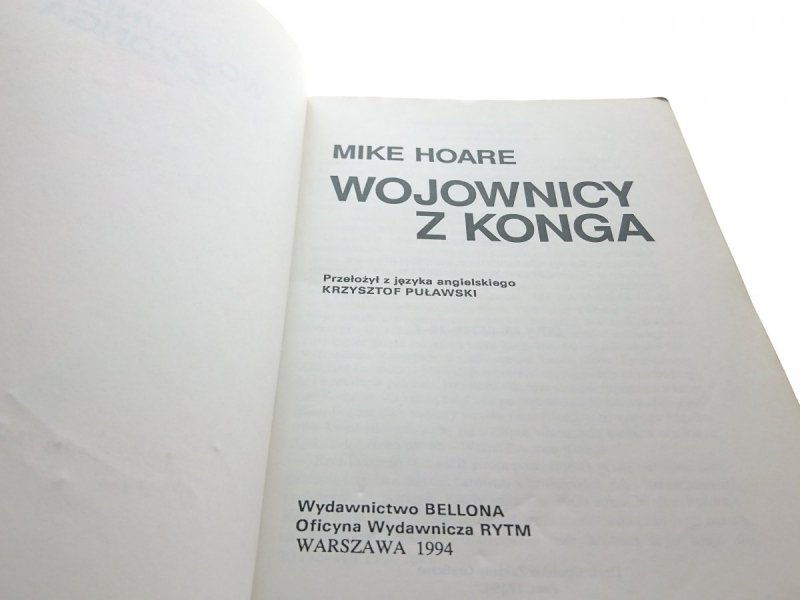 MIKE HOARE
WOJOWNICY
Z KONGA
Przełożył z języka angielskiego
KRZYSZTOF PUŁAWSKI
Wydawnictwo BELLONA
Oficyna Wydawnicza RYTM
WARSZAWA 1994